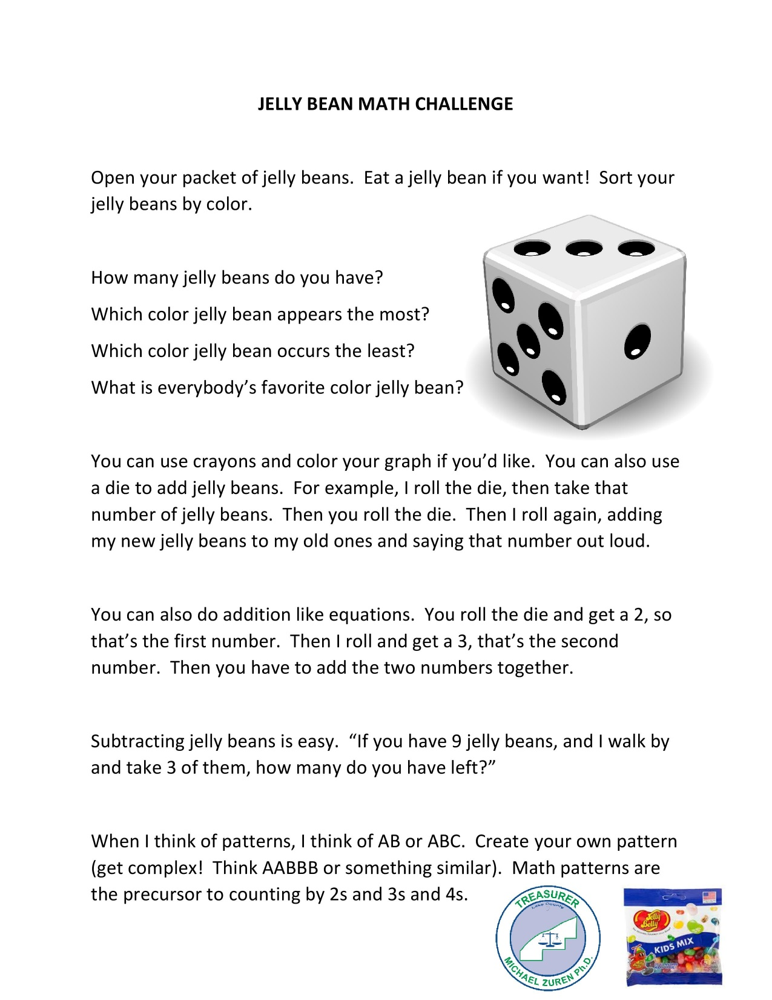 JELLY BEAN MATH CHALLENGE
Open your packet of jelly beans.  Eat a jelly bean if you want!  Sort your
jelly beans by color.
How many jelly beans do you have?
Which color jelly bean appears the most?
Which color jelly bean occurs the least?
What is everybody’s favorite color jelly bean?
You can use crayons and color your graph if you’d like.  You can also use
a die to add jelly beans.  For example, I roll the die, then take that
number of jelly beans.  Then you roll the die.  Then I roll again, adding
my new jelly beans to my old ones and saying that number out loud.
You can also do addition like equations.  You roll the die and get a 2, so
that’s the first number.  Then I roll and get a 3, that’s the second
number.  Then you have to add the two numbers together.
Subtracting jelly beans is easy.  “If you have 9 jelly beans, and I walk by
and take 3 of them, how many do you have left?”
When I think of patterns, I think of AB or ABC.  Create your own pattern
(get complex!  Think AABBB or something similar).  Math patterns are
the precursor to counting by 2s and 3s and 4s.
TREASURER
Lake County
MICHAEL ZUREN Ph.D.
Jelly
Belly
KIDS MIX